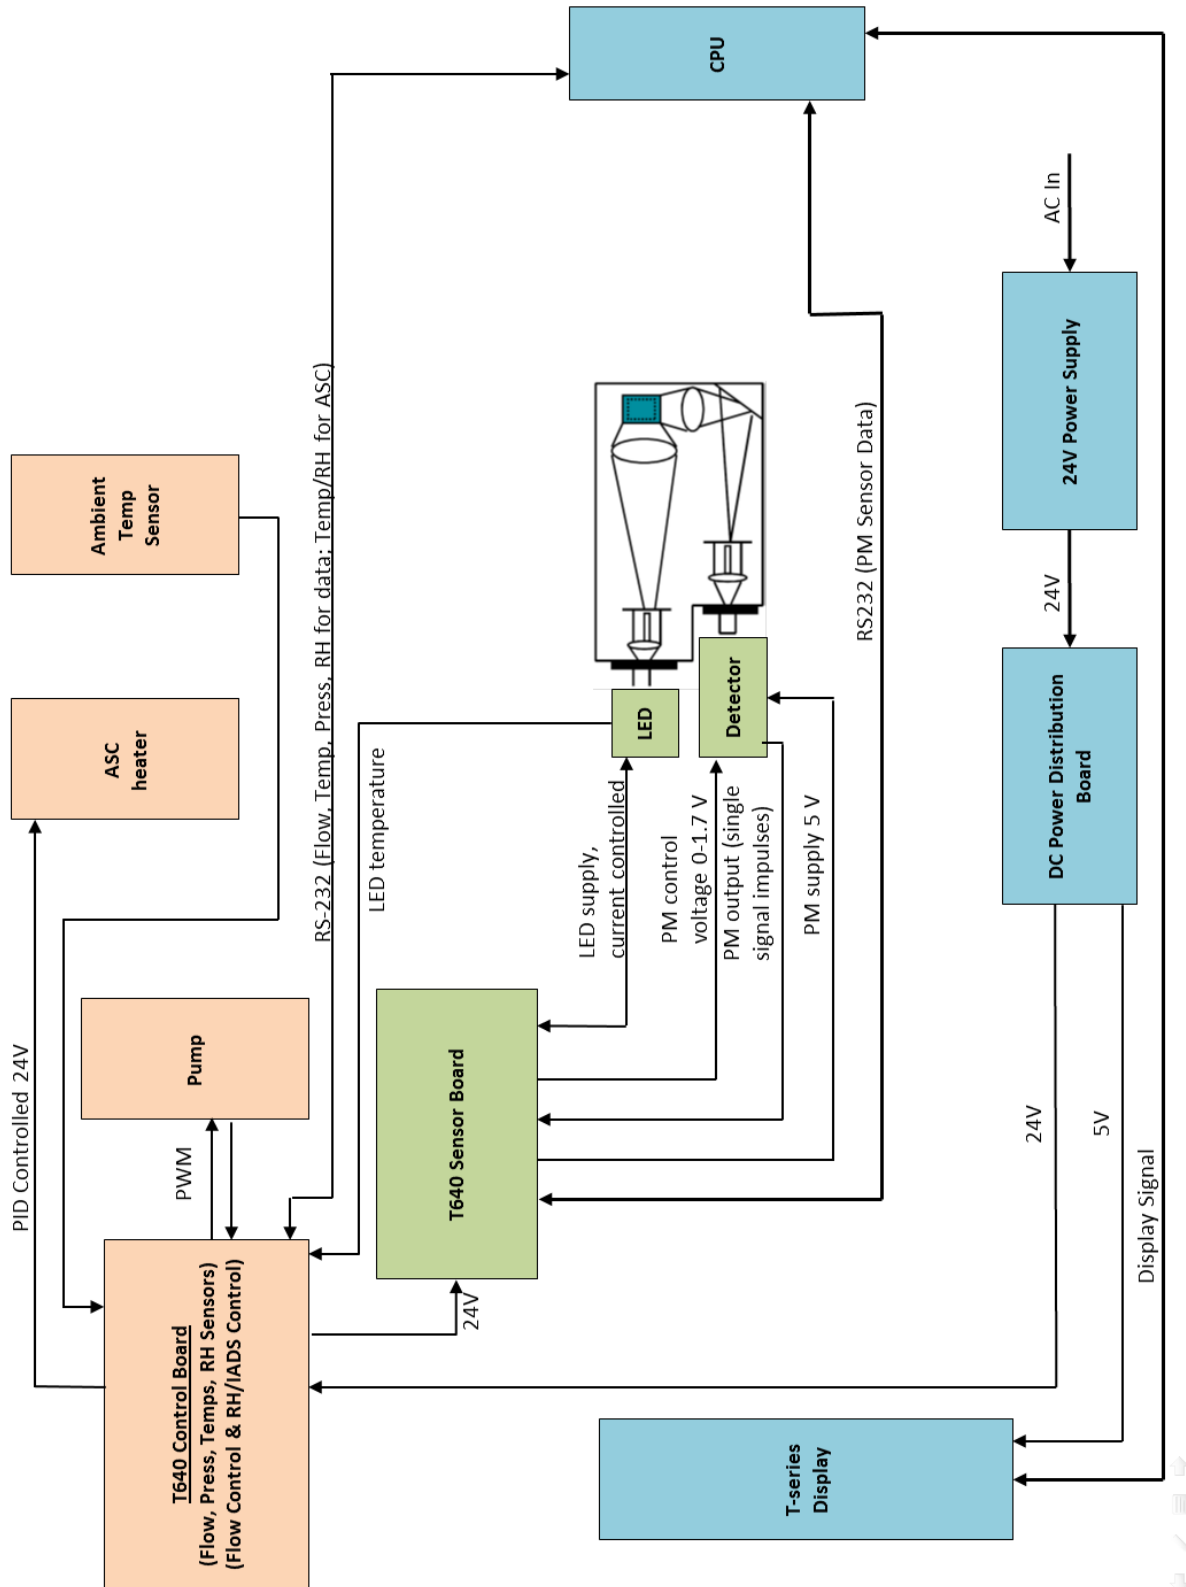 T640 Control Board
(Flow, Press, Temps, RH Sensors)
(Flow Control & RH/IADS Control)
PID Controlled 24V
PWM
Pump
ASC
heater
Ambient
Temp
Sensor
RS-232 (Flow, Temp, Press, RH for data; Temp/RH for ASC)
LED temperature
24V
T640 Sensor Board
LED supply,
current controlled
PM control
voltage 0-1.7 V
PM output (single
signal impulses)
PM supply 5 V
LED
Detector
RS232 (PM Sensor Data)
CPU
T-series
Display
24V
5V
Display Signal
DC Power Distribution
Board
24V
24V Power Supply
AC In